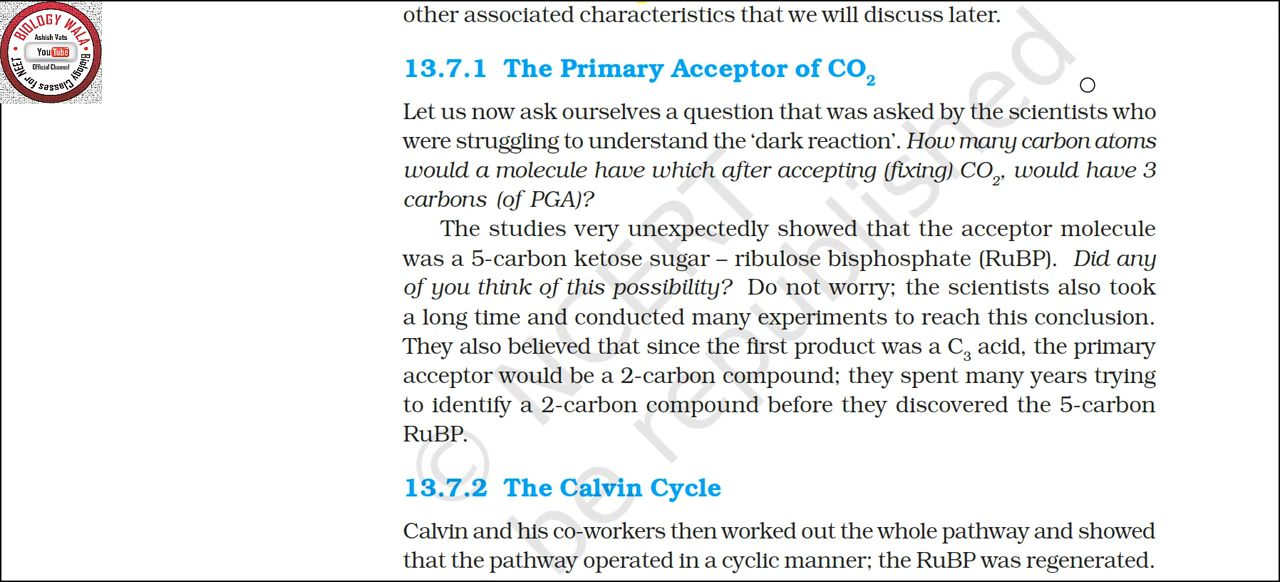 BIOLOGY WALA
Ashish Vats
YouTube
Official Channel
Biology Classes for NEET
other associated characteristics that we will discuss later.
13.7.1 The Primary Acceptor of CO2
Let us now ask ourselves a question that was asked by the scientists who
were struggling to understand the ‘dark reaction’. How many carbon atoms
would a molecule have which after accepting (fixing) CO2, would have 3
carbons (of PGA)?
The studies very unexpectedly showed that the acceptor molecule
was a 5-carbon ketose sugar – ribulose bisphosphate (RuBP). Did any
of you think of this possibility? Do not worry; the scientists also took
a long time and conducted many experiments to reach this conclusion.
They also believed that since the first product was a C3 acid, the primary
acceptor would be a 2-carbon compound; they spent many years trying
to identify a 2-carbon compound before they discovered the 5-carbon
RuBP.
13.7.2 The Calvin Cycle
Calvin and his co-workers then worked out the whole pathway and showed
that the pathway operated in a cyclic manner; the RuBP was regenerated.
© NCERT
be republished